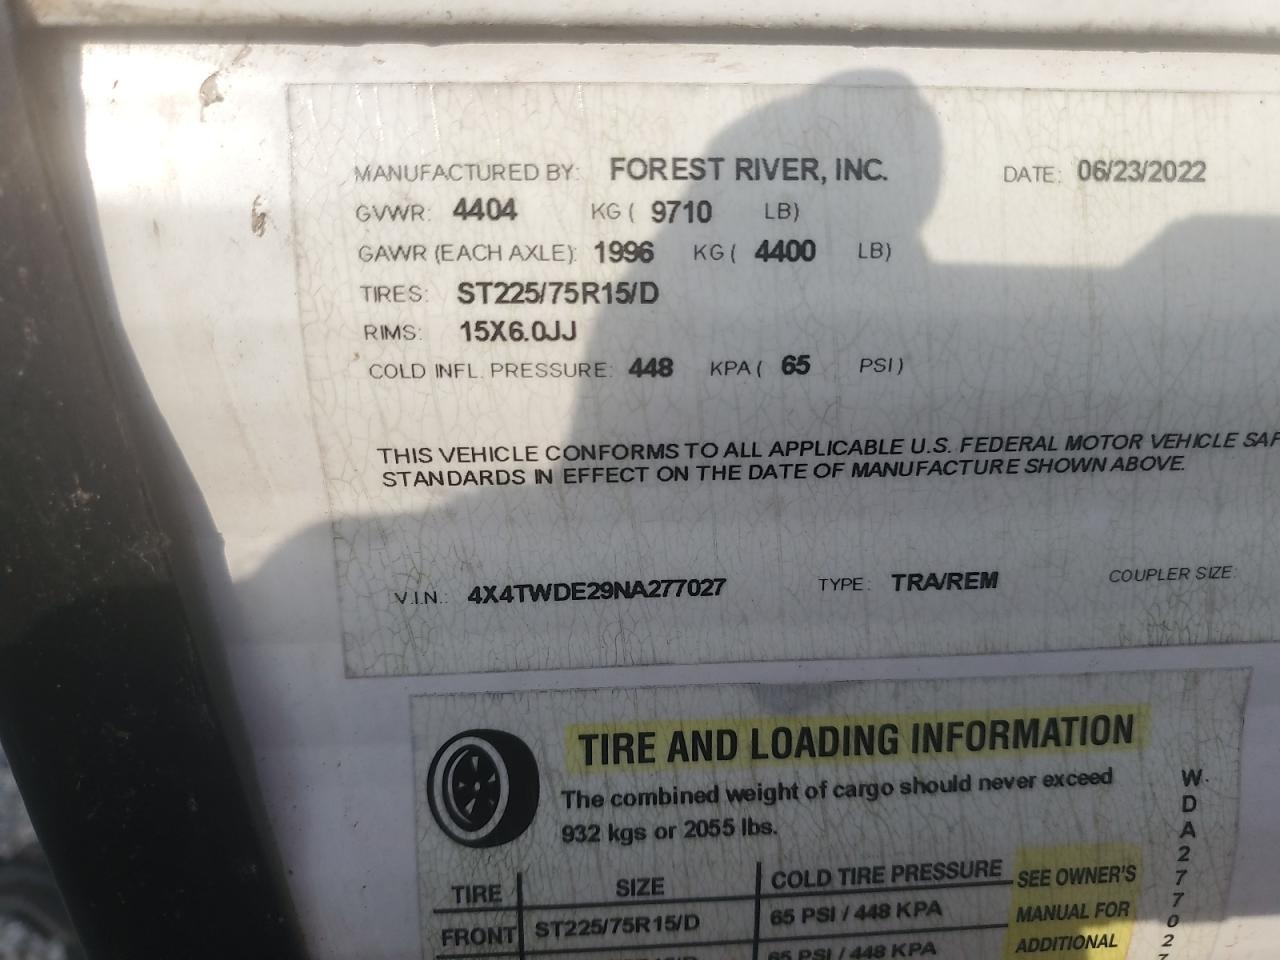 MANUFACTURED BY: FOREST RIVER, INC. DATE: 06/23/2022
GVWR: 4404 KG ( 9710 LB)
GAWR (EACH AXLE): 1996 KG ( 4400 LB)
TIRES: ST225/75R15/D
RIMS: 15X6.0JJ
COLD INFL. PRESSURE: 448 KPA ( 65 PSI)
THIS VEHICLE CONFORMS TO ALL APPLICABLE U.S. FEDERAL MOTOR VEHICLE SAF
STANDARDS IN EFFECT ON THE DATE OF MANUFACTURE SHOWN ABOVE.
V.I.N.: 4X4TWDE29NA277027 TYPE: TRA/REM COUPLER SIZE:
TIRE AND LOADING INFORMATION
The combined weight of cargo should never exceed
932 kgs or 2055 lbs.
TIRE SIZE COLD TIRE PRESSURE SEE OWNER'S
FRONT ST225/75R15/D 65 PSI / 448 KPA MANUAL FOR
65 PSI / 448 KPA ADDITIONAL
W
D
A
2
7
7
0
2